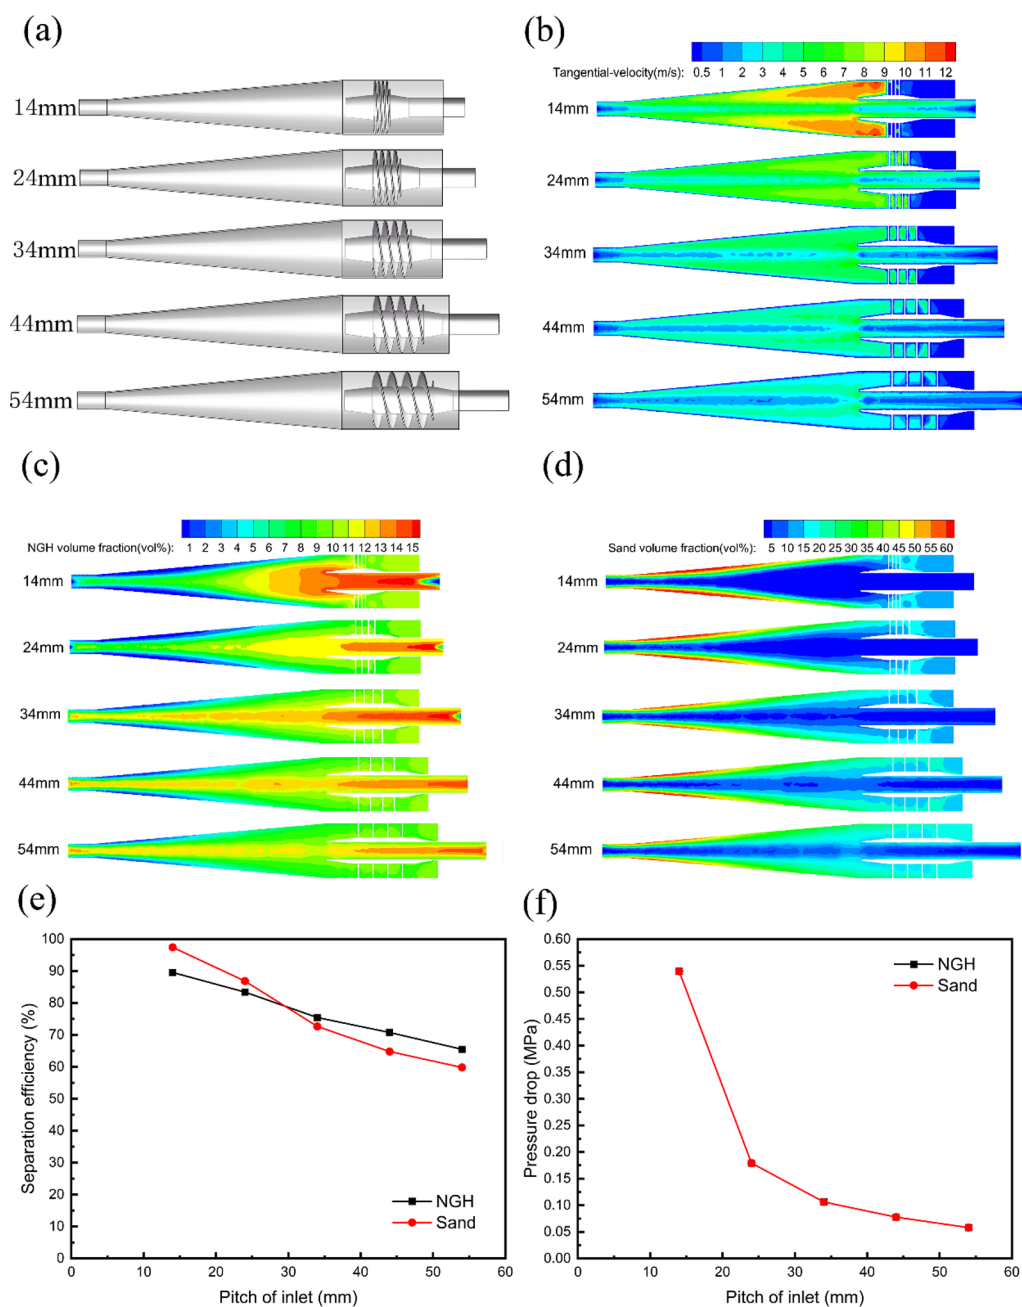 (a)
14mm
24mm
34mm
44mm
54mm
(b)
Tangential-velocity(m/s): 0.5 1 2 3 4 5 6 7 8 9 10 11 12
14mm
24mm
34mm
44mm
54mm
(c)
NGH volume fraction(vol%): 1 2 3 4 5 6 7 8 9 10 11 12 13 14 15
14mm
24mm
34mm
44mm
54mm
(d)
Sand volume fraction(vol%): 5 10 15 20 25 30 35 40 45 50 55 60
14mm
24mm
34mm
44mm
54mm
(e)
100
90
80
70
60
50
40
30
20
10
0
Separation efficiency (%)
NGH
Sand
0 10 20 30 40 50 60
Pitch of inlet (mm)
(f)
0.60
0.55
0.50
0.45
0.40
0.35
0.30
0.25
0.20
0.15
0.10
0.05
0.00
Pressure drop (MPa)
NGH
Sand
0 10 20 30 40 50 60
Pitch of inlet (mm)